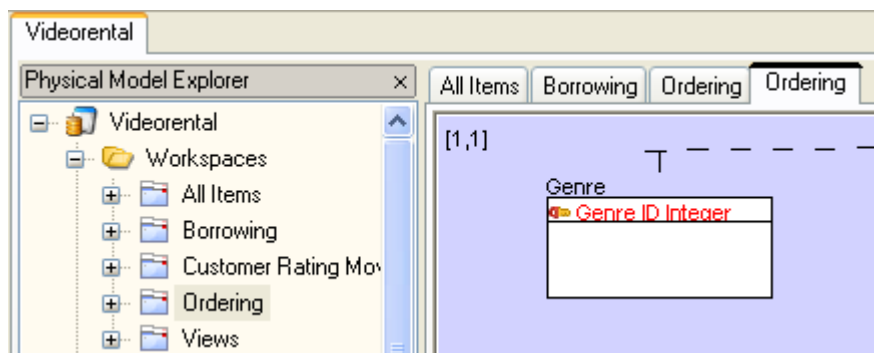 Videorental
Physical Model Explorer
Videorental
Workspaces
All Items
Borrowing
Customer Rating Mov
Ordering
Views
All Items Borrowing Ordering Ordering
[1,1]
Genre
Genre ID Integer